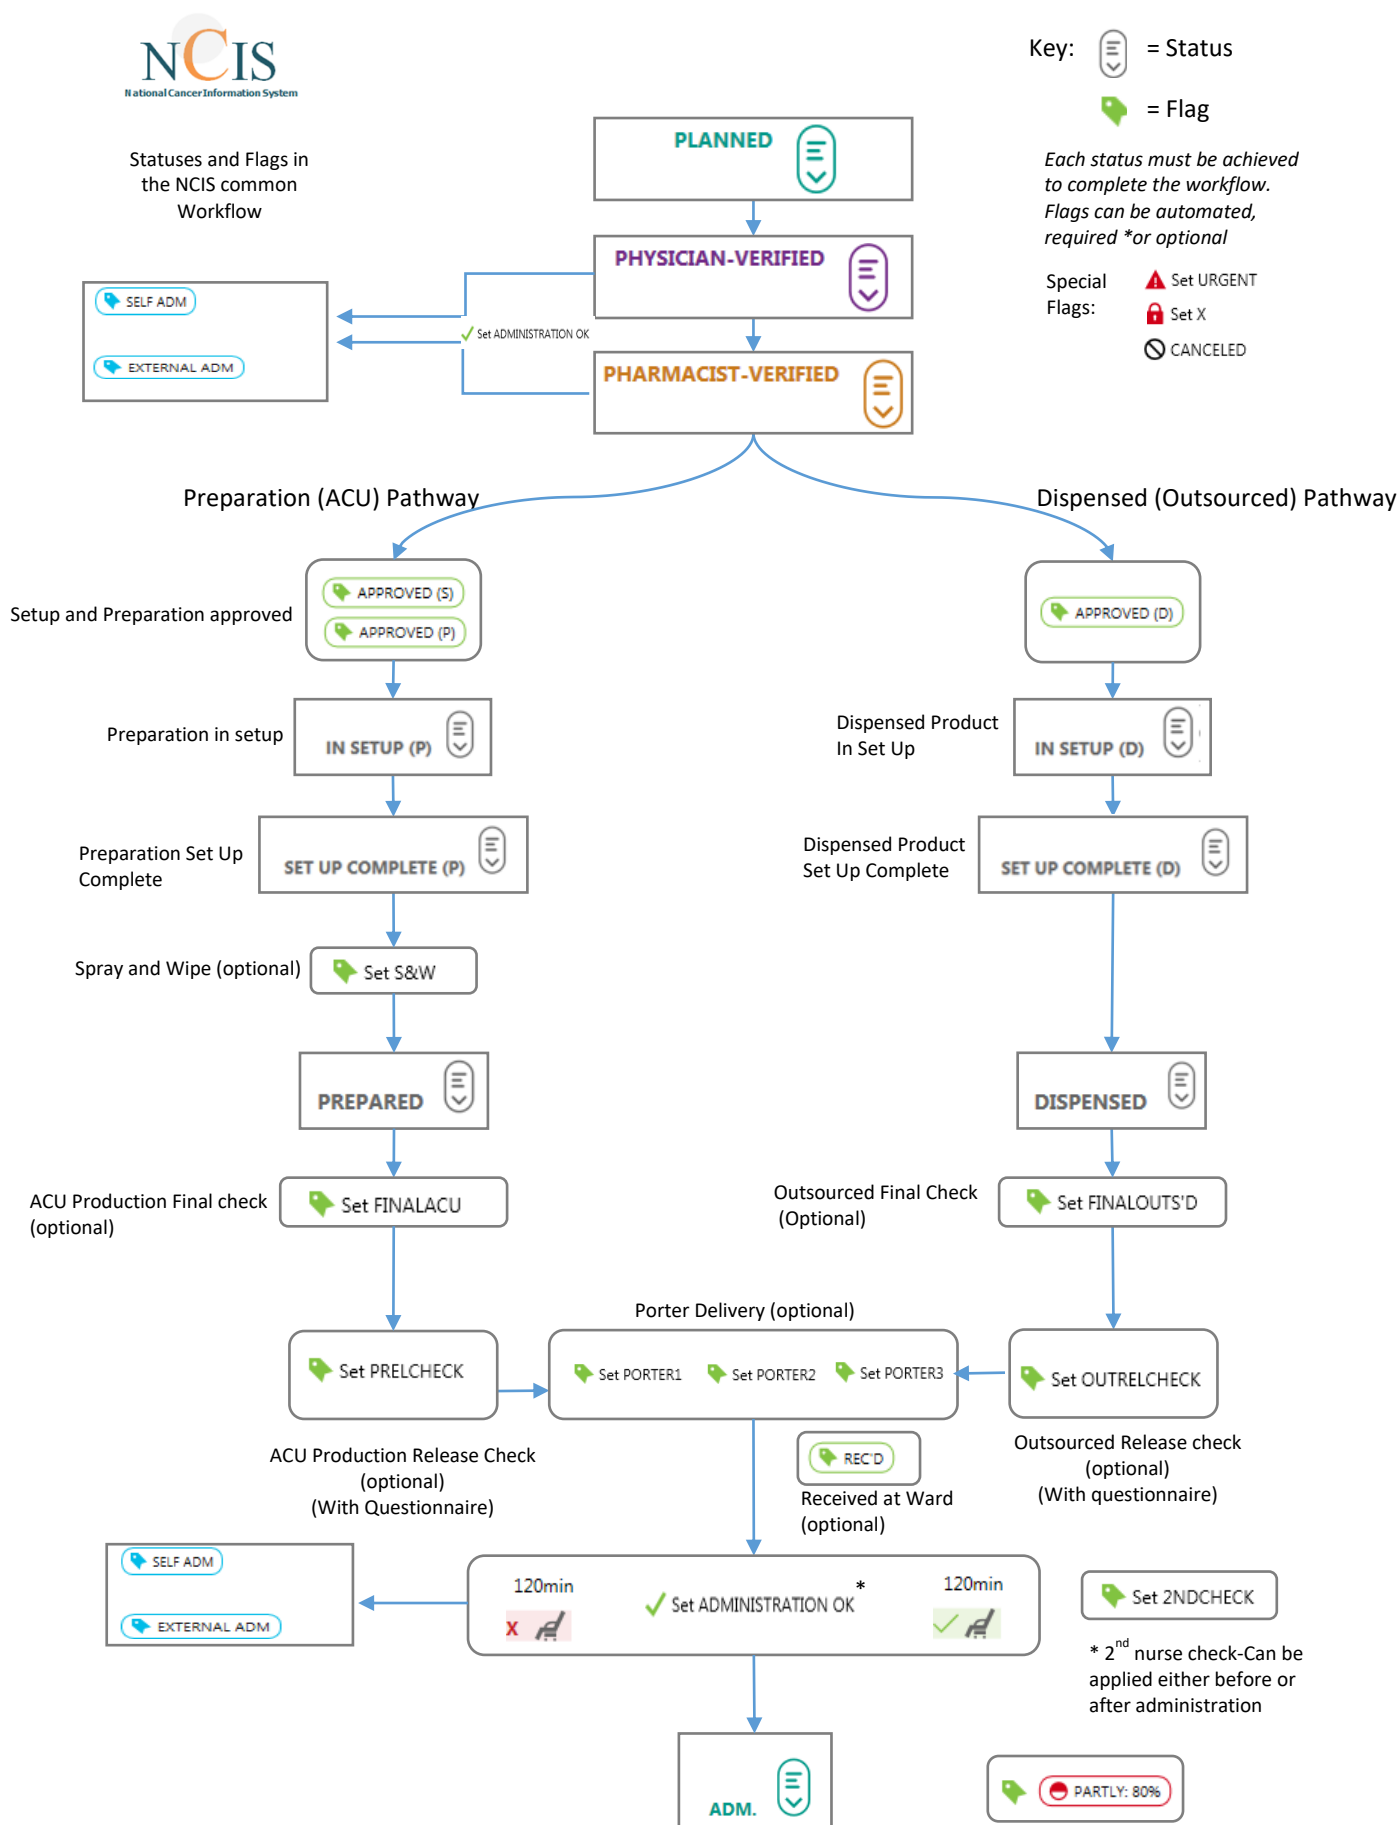 NCIS
National Cancer Information System
Key:
= Status
= Flag
Statuses and Flags in
the NCIS common
Workflow
PLANNED
Each status must be achieved
to complete the workflow.
Flags can be automated,
required *or optional
PHYSICIAN-VERIFIED
Special
Flags:
Set URGENT
Set X
CANCELED
SELF ADM
EXTERNAL ADM
Set ADMINISTRATION OK
PHARMACIST-VERIFIED
Preparation (ACU) Pathway
Dispensed (Outsourced) Pathway
Setup and Preparation approved
APPROVED (S)
APPROVED (P)
APPROVED (D)
Preparation in setup
IN SETUP (P)
Dispensed Product
In Set Up
IN SETUP (D)
Preparation Set Up
Complete
SET UP COMPLETE (P)
Dispensed Product
Set Up Complete
SET UP COMPLETE (D)
Spray and Wipe (optional)
Set S&W
PREPARED
DISPENSED
ACU Production Final check
(optional)
Set FINALACU
Outsourced Final Check
(Optional)
Set FINALOUTS'D
Porter Delivery (optional)
Set PRELCHECK
Set PORTER1
Set PORTER2
Set PORTER3
Set OUTRELCHECK
ACU Production Release Check
(optional)
(With Questionnaire)
REC'D
Received at Ward
(optional)
Outsourced Release check
(optional)
(With questionnaire)
SELF ADM
EXTERNAL ADM
120min
X
Set ADMINISTRATION OK *
120min
Set 2NDCHECK
* 2nd nurse check-Can be
applied either before or
after administration
ADM.
PARTLY: 80%